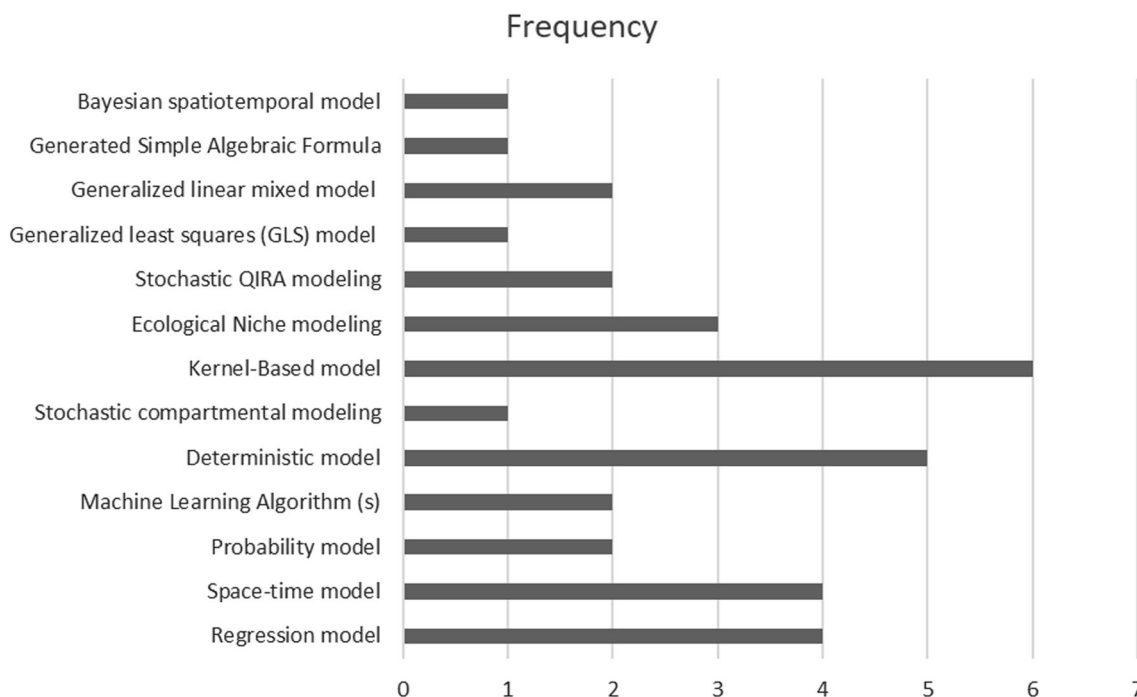 Frequency
Bayesian spatiotemporal model
Generated Simple Algebraic Formula
Generalized linear mixed model
Generalized least squares (GLS) model
Stochastic QIRA modeling
Ecological Niche modeling
Kernel-Based model
Stochastic compartmental modeling
Deterministic model
Machine Learning Algorithm (s)
Probability model
Space-time model
Regression model
0 1 2 3 4 5 6 7